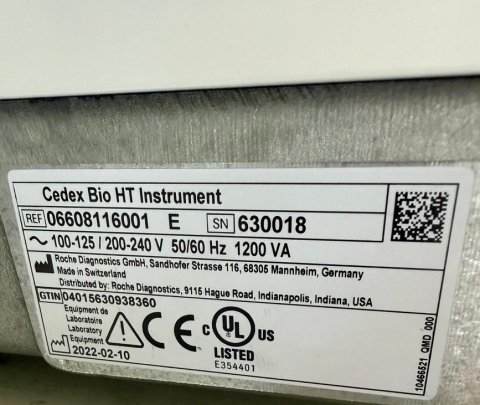 Cedex Bio HT Instrument
REF 06608116001 E SN 630018
~ 100-125 / 200-240 V 50/60 Hz 1200 VA
Roche Diagnostics GmbH, Sandhofer Strasse 116, 68305 Mannheim, Germany
Made in Switzerland
Distributed by: Roche Diagnostics, 9115 Hague Road, Indianapolis, Indiana, USA
GTIN 04015630938360
Equipment de
Laboratoire
Laboratory
Equipment
2022-02-10
CE
c UL US
LISTED
E354401
10466521 QMD_000